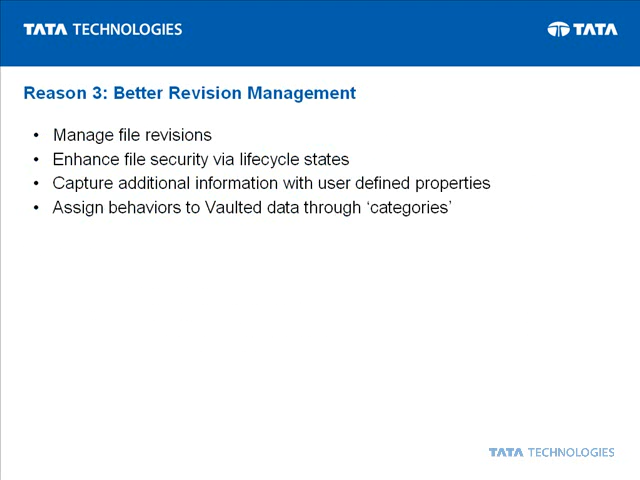 TATA TECHNOLOGIES
TATA
Reason 3: Better Revision Management
• Manage file revisions
• Enhance file security via lifecycle states
• Capture additional information with user defined properties
• Assign behaviors to Vaulted data through ‘categories’
TATA TECHNOLOGIES